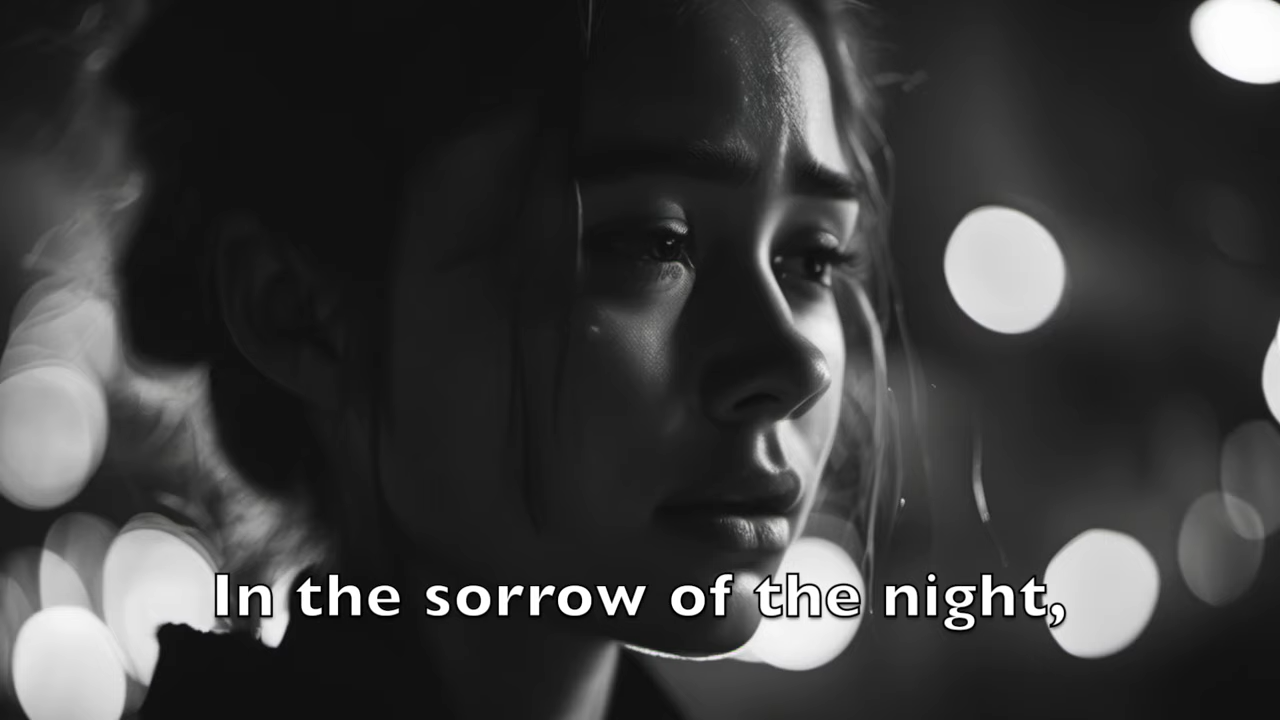 In the sorrow of the night,